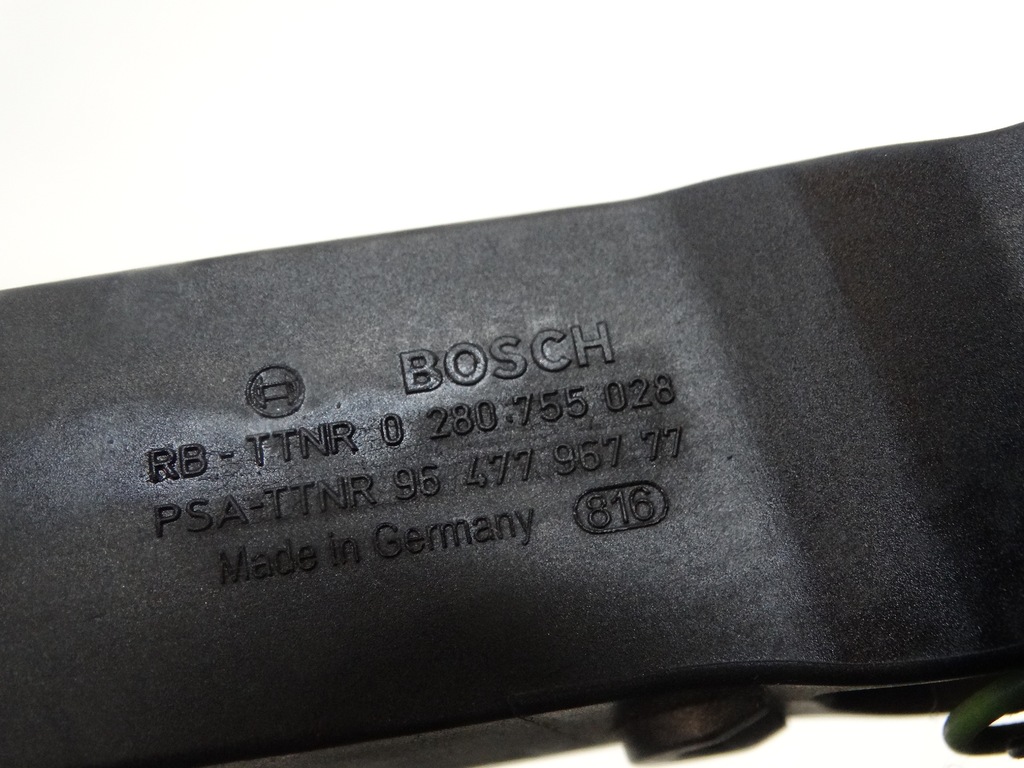 BOSCH
RB-TTNR 0 280 755 028
PSA-TTNR 96 477 967 77
Made in Germany 816